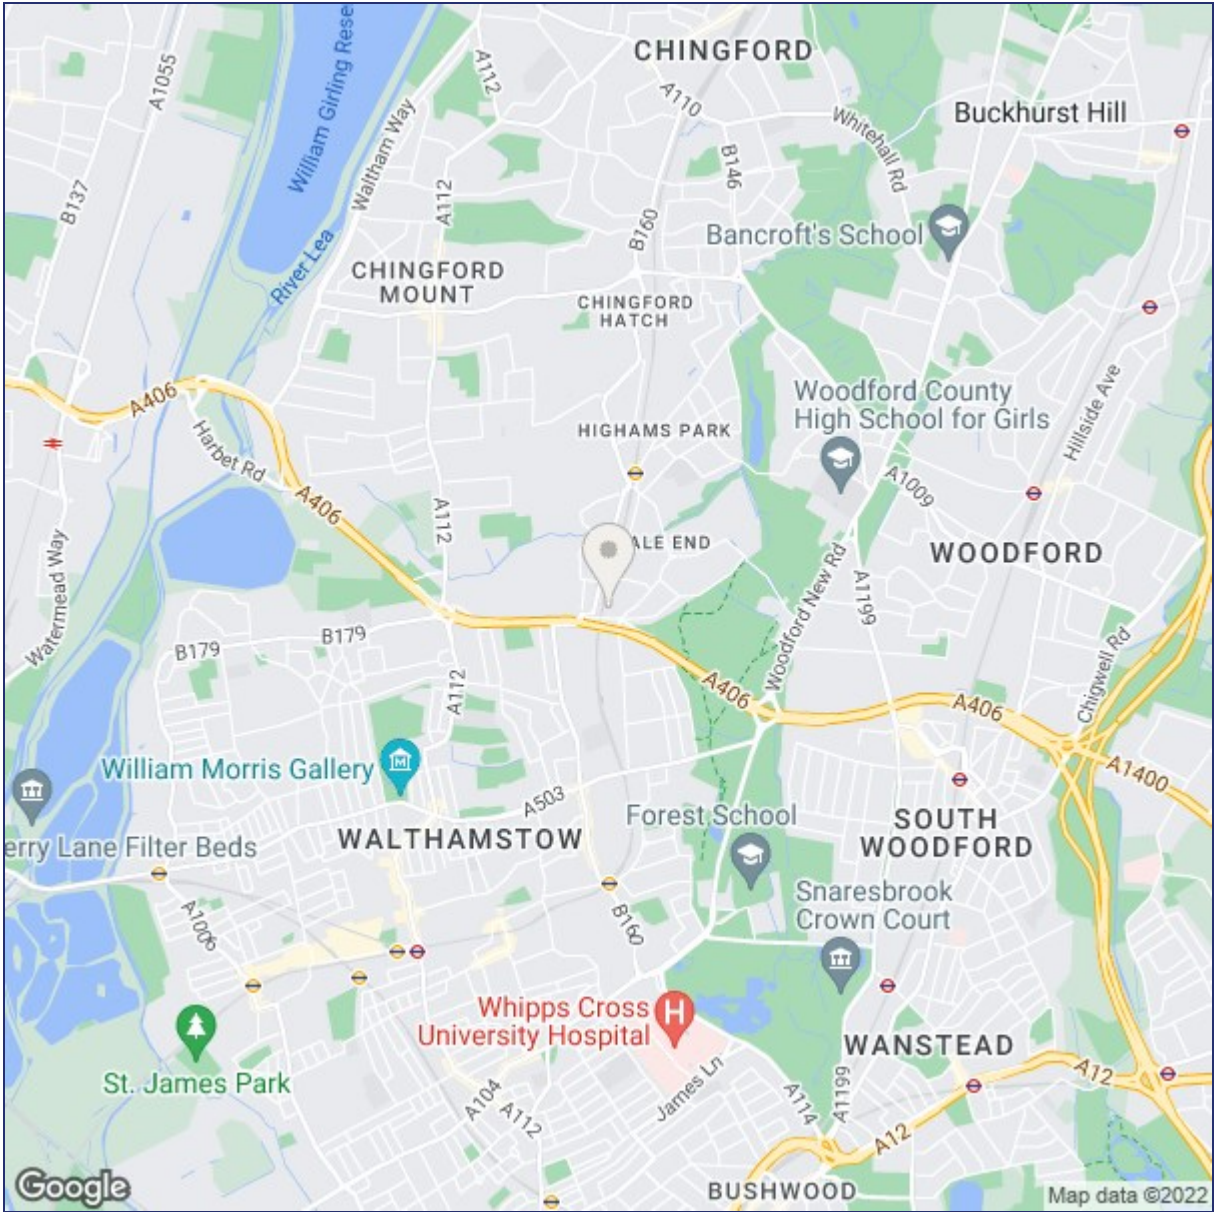 CHINGFORD
A1055
William Girling Rese
A112
A110
Whitehall Rd
Buckhurst Hill
Waltham Way
B146
B137
A112
B160
Bancroft's School
River Lea
CHINGFORD
MOUNT
CHINGFORD
HATCH
Hillside Ave
A406
Woodford County
High School for Girls
HIGHAMS PARK
Harbet Rd
A1009
A406
A112
Watermead Way
ALE END
WOODFORD
Woodford New Rd
A1199
B179
B179
Chigwell Rd
A112
A406
A406
William Morris Gallery
A1400
A503
Forest School
SOUTH
WOODFORD
WALTHAMSTOW
erry Lane Filter Beds
Snaresbrook
Crown Court
A1006
B160
Whipps Cross
University Hospital
WANSTEAD
St. James Park
A12
James Ln
A104
A112
A114
A1199
A12
Google
BUSHWOOD
Map data ©2022